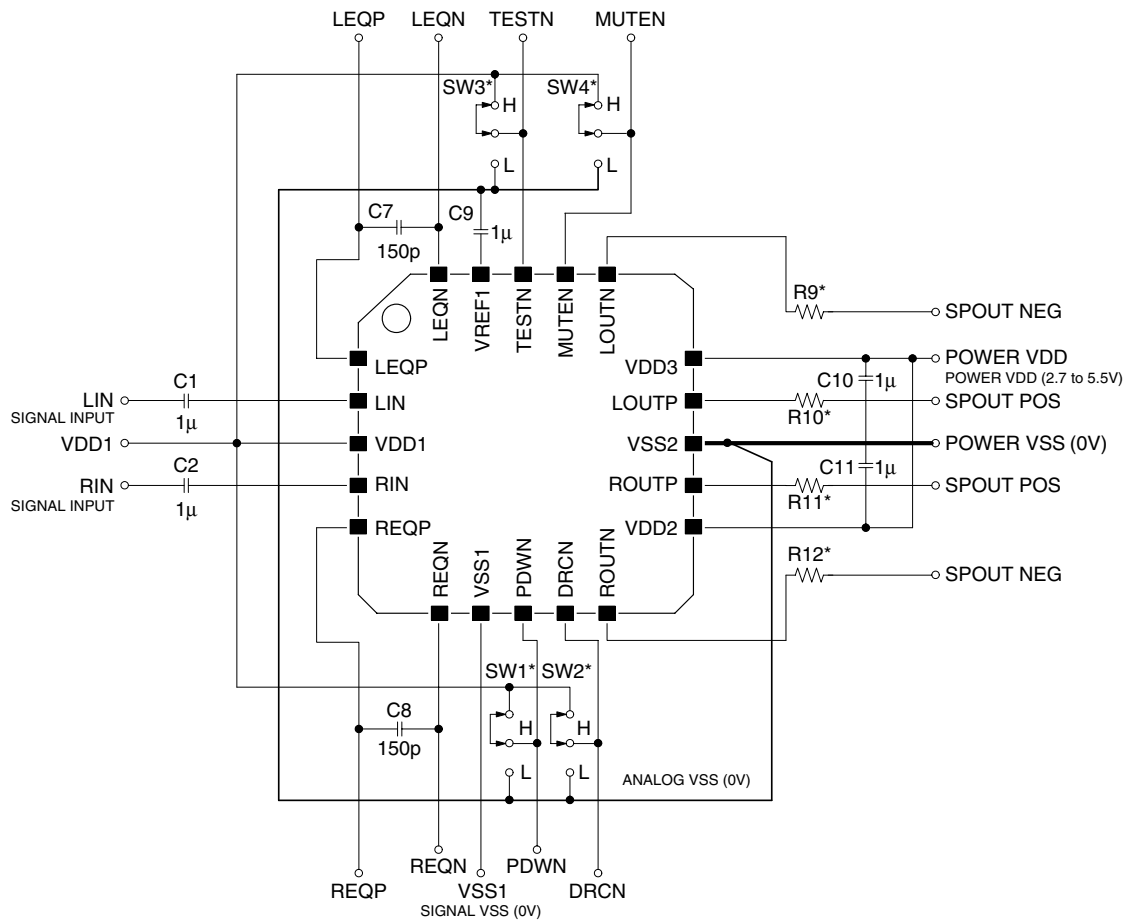 LEQP LEQN TESTN MUTEN
SW3* SW4*
H H
L L
C7 C9
150p 1μ
LEQN VREF1 TESTN MUTEN LOUTN
R9* SPOUT NEG
LEQP VDD3 POWER VDD
POWER VDD (2.7 to 5.5V)
C10 1μ
LIN C1 LIN LOUTP R10* SPOUT POS
SIGNAL INPUT 1μ
VDD1 VDD1 VSS2 POWER VSS (0V)
C11 1μ
RIN C2 RIN ROUTP R11* SPOUT POS
SIGNAL INPUT 1μ
REQP VDD2
R12* SPOUT NEG
REQN VSS1 PDWN DRCN ROUTN
SW1* SW2*
C8 H H
150p
L L ANALOG VSS (0V)
REQN PDWN
REQP VSS1 DRCN
SIGNAL VSS (0V)